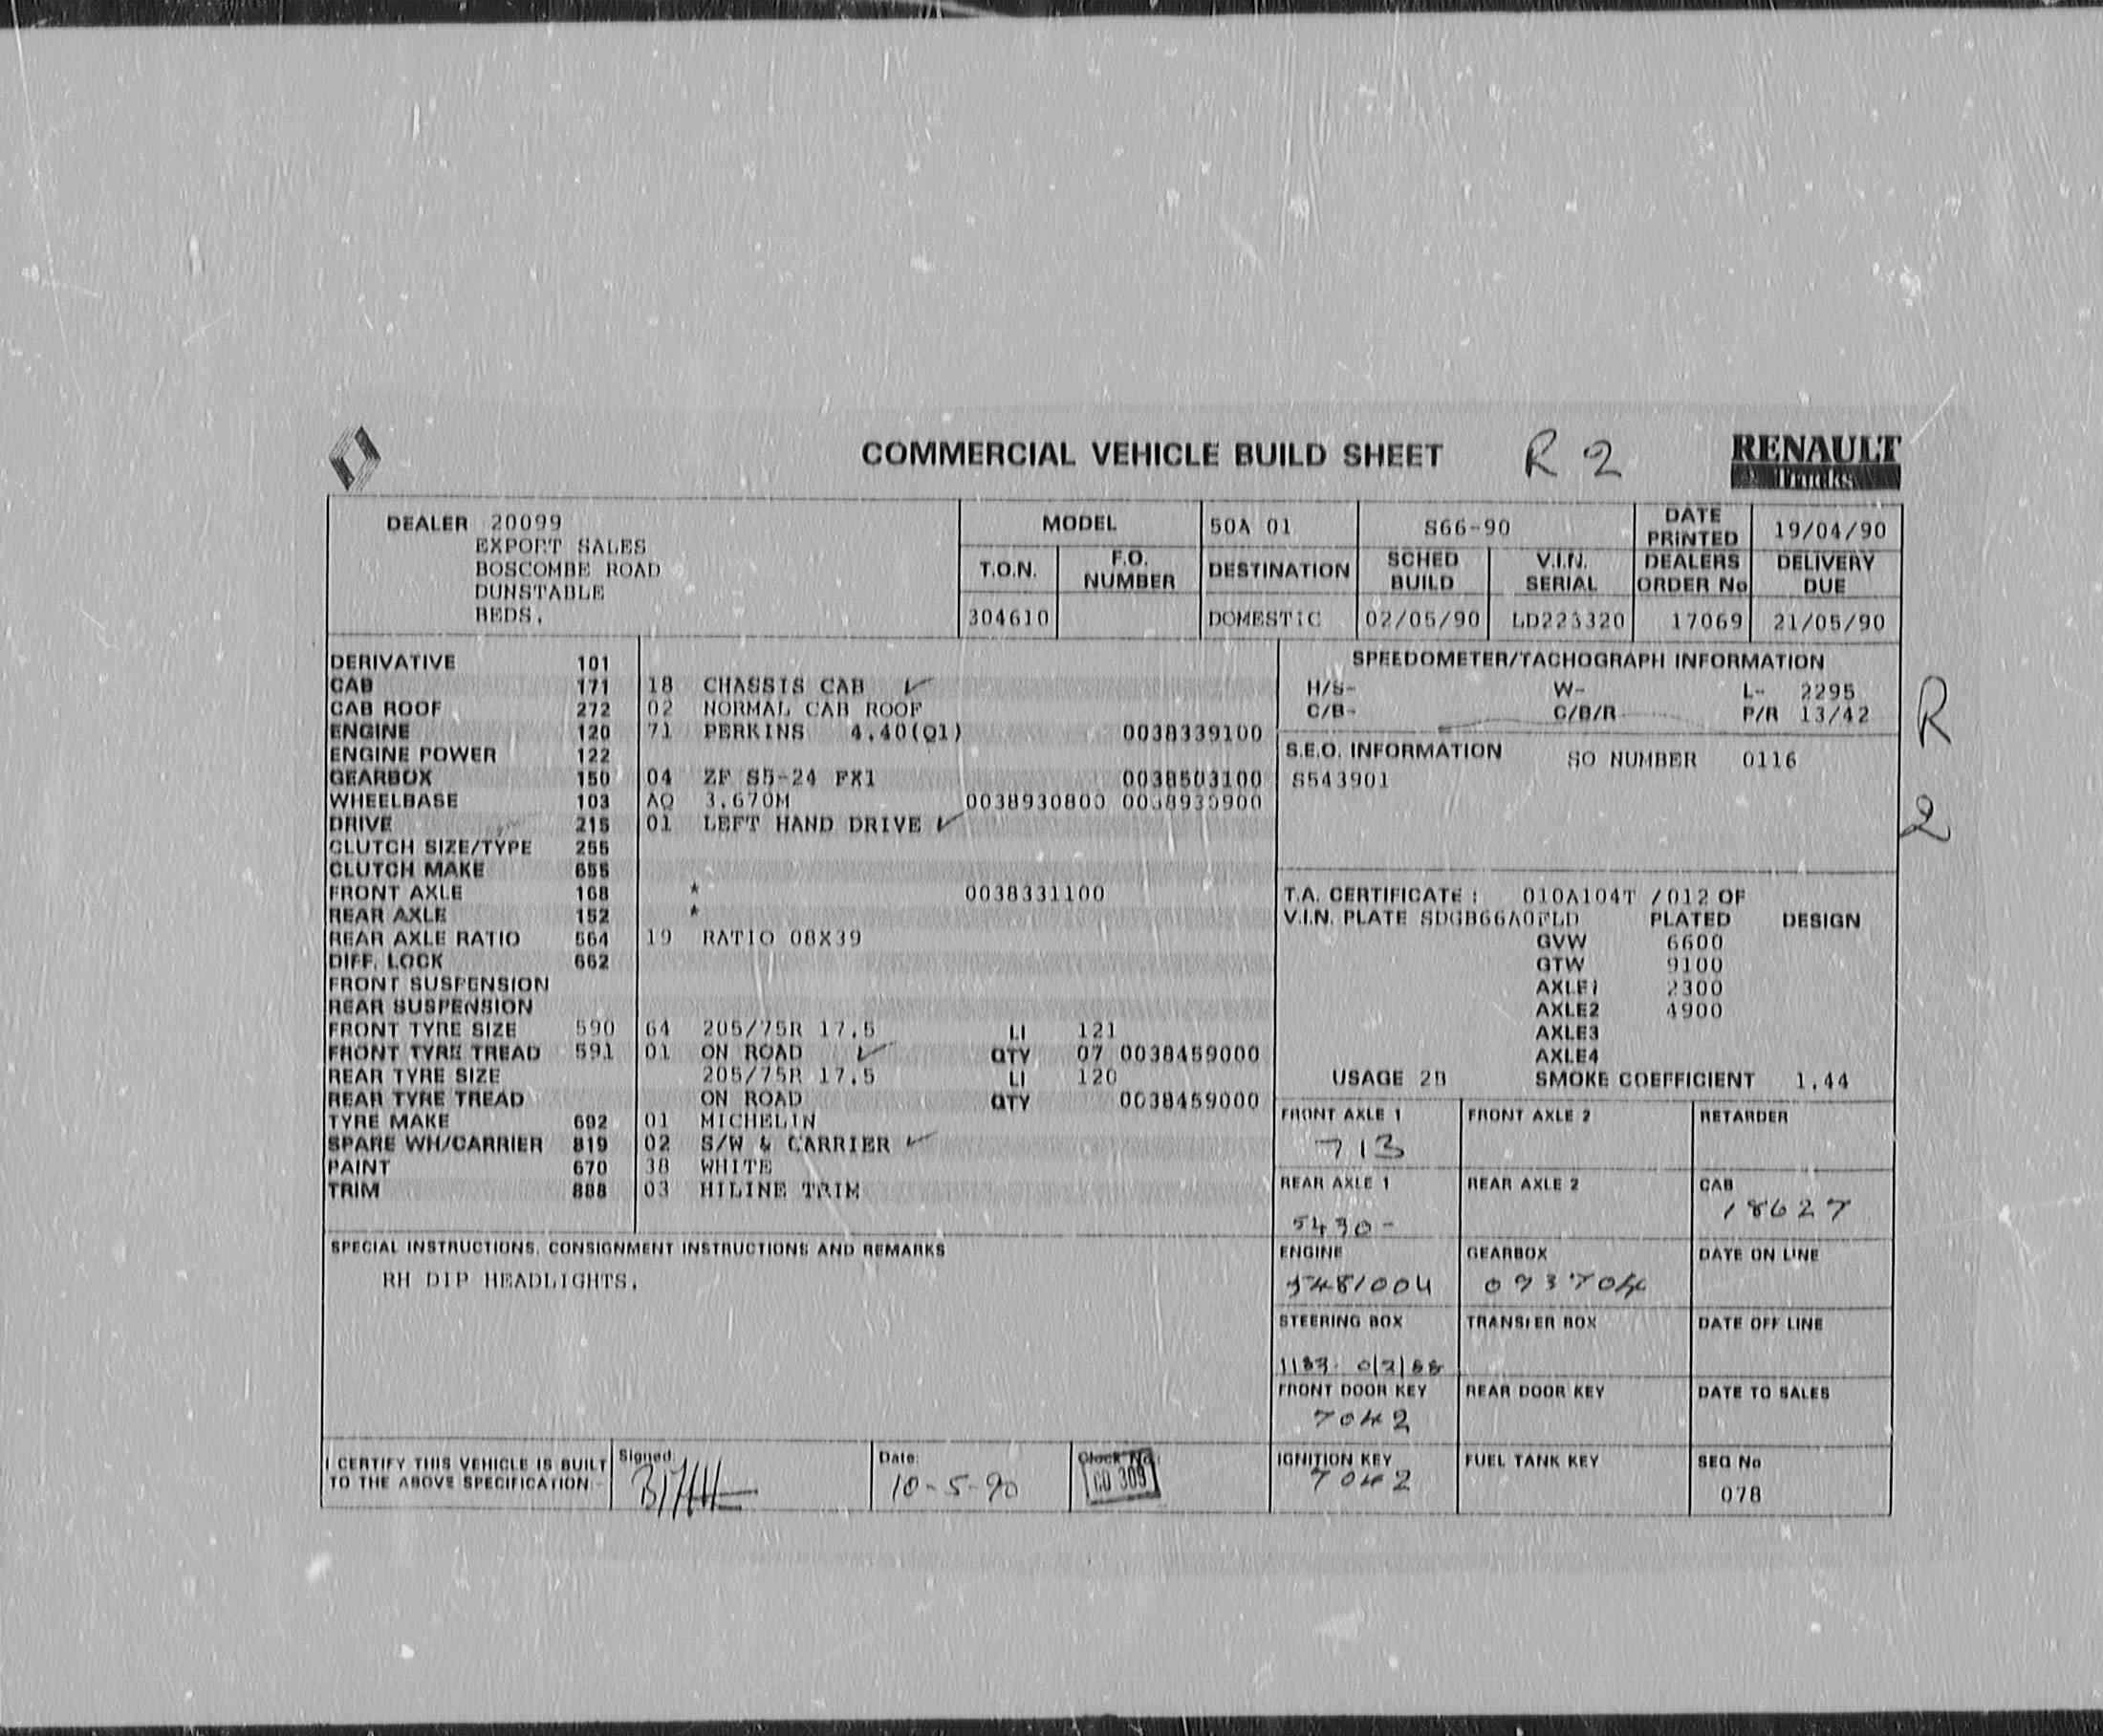 COMMERCIAL VEHICLE BUILD SHEET R 2 RENAULT
Trucks
DEALER 20099
EXPORT SALES
BOSCOMBE ROAD
DUNSTABLE
BEDS.
MODEL 50A 01 S66-90 DATE PRINTED 19/04/90
T.O.N. F.O. NUMBER DESTINATION SCHED BUILD V.I.N. SERIAL DEALERS ORDER No DELIVERY DUE
304610 DOMESTIC 02/05/90 LD223320 17069 21/05/90
DERIVATIVE 101
CAB 171 18 CHASSIS CAB ✓
CAB ROOF 272 02 NORMAL CAB ROOF
ENGINE 120 71 PERKINS 4.40(Q1) 0038339100
ENGINE POWER 122
GEARBOX 150 04 ZF S5-24 FX1 0038503100
WHEELBASE 103 AQ 3.670M 0038930800 0038930900
DRIVE 215 01 LEFT HAND DRIVE ✓
CLUTCH SIZE/TYPE 255
CLUTCH MAKE 655
FRONT AXLE 168 * 0038331100
REAR AXLE 152 *
REAR AXLE RATIO 564 19 RATIO 08X39
DIFF. LOCK 662
FRONT SUSPENSION
REAR SUSPENSION
FRONT TYRE SIZE 590 64 205/75R 17.5 LI 121
FRONT TYRE TREAD 591 01 ON ROAD ✓ QTY 07 0038459000
REAR TYRE SIZE 205/75R 17.5 LI 120
REAR TYRE TREAD ON ROAD QTY 0038459000
TYRE MAKE 692 01 MICHELIN
SPARE WH/CARRIER 819 02 S/W & CARRIER ✓
PAINT 670 38 WHITE
TRIM 888 03 HILINE TRIM
SPECIAL INSTRUCTIONS, CONSIGNMENT INSTRUCTIONS AND REMARKS
RH DIP HEADLIGHTS.
I CERTIFY THIS VEHICLE IS BUILT
TO THE ABOVE SPECIFICATION:-
Signed:
Date:
10-5-90
Clock No.
CO 309
SPEEDOMETER/TACHOGRAPH INFORMATION
H/S- W- L- 2295
C/B- C/B/R P/R 13/42
S.E.O. INFORMATION SO NUMBER 0116
S543901
T.A. CERTIFICATE : 010A104T /012 OF
V.I.N. PLATE SDGB66A0FLD PLATED DESIGN
GVW 6600
GTW 9100
AXLE1 2300
AXLE2 4900
AXLE3
AXLE4
USAGE 2B SMOKE COEFFICIENT 1.44
FRONT AXLE 1 FRONT AXLE 2 RETARDER
713
REAR AXLE 1 REAR AXLE 2 CAB
5430- 18627
ENGINE GEARBOX DATE ON LINE
093704
STEERING BOX TRANSFER BOX DATE OFF LINE
FRONT DOOR KEY REAR DOOR KEY DATE TO SALES
7042
IGNITION KEY FUEL TANK KEY SEQ No
7042 078
R
2